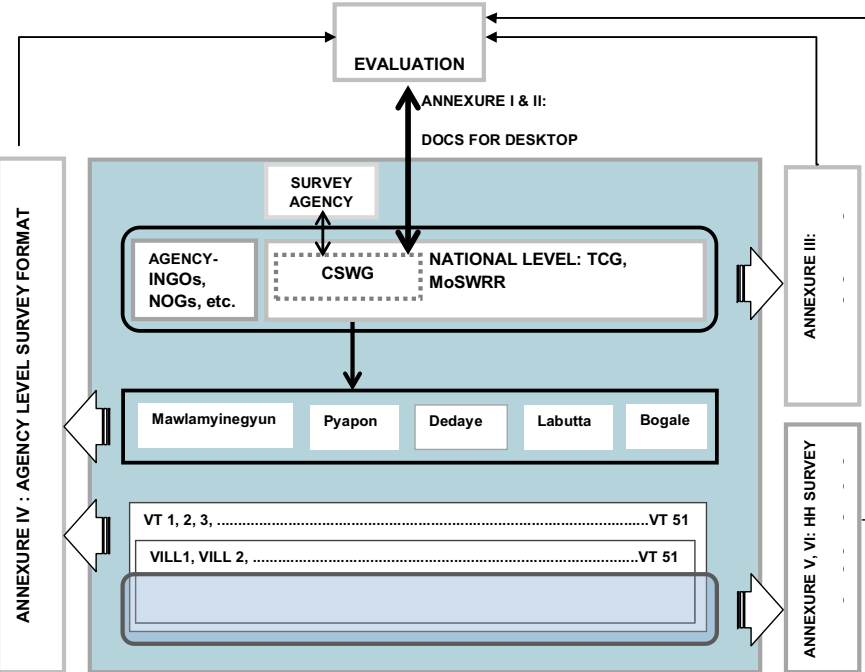 EVALUATION
ANNEXURE I & II:
DOCS FOR DESKTOP
SURVEY
AGENCY
AGENCY-
INGOs,
NOGs, etc.
CSWG
NATIONAL LEVEL: TCG,
MoSWRR
Mawlamyinegyun
Pyapon
Dedaye
Labutta
Bogale
VT 1, 2, 3, ..........................................................................................VT 51
VILL1, VILL 2, ................................................................................VT 51
ANNEXURE IV : AGENCY LEVEL SURVEY FORMAT
ANNEXURE III:
ANNEXURE V, VI: HH SURVEY